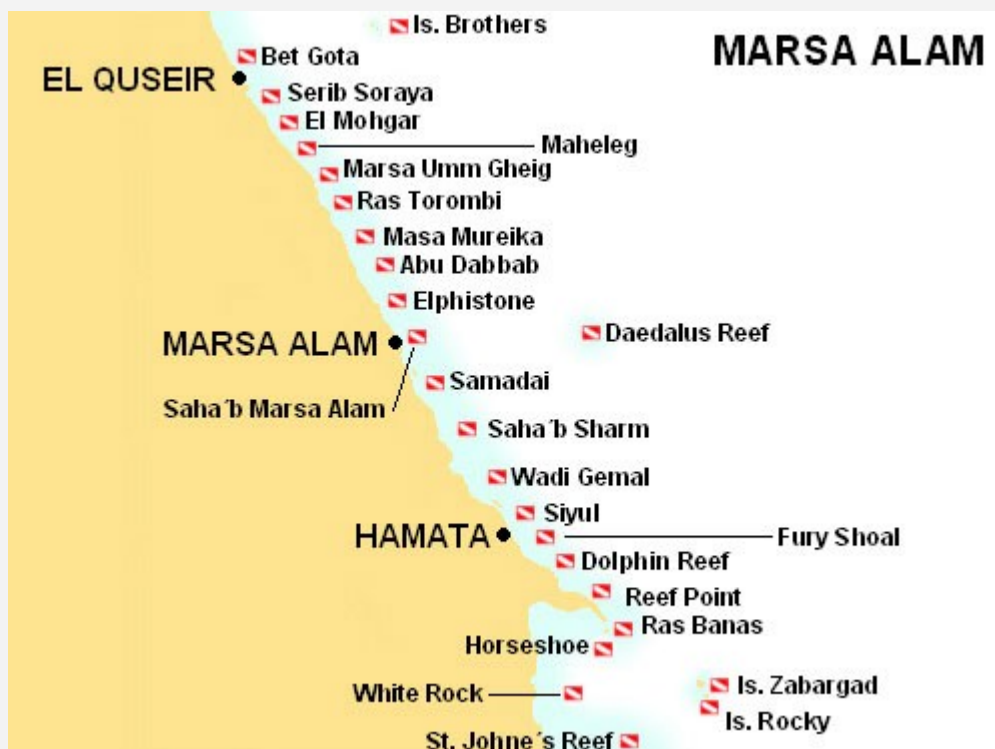 Is. Brothers
MARSA ALAM
Bet Gota
EL QUSEIR
Serib Soraya
El Mohgar
Maheleg
Marsa Umm Gheig
Ras Torombi
Masa Mureika
Abu Dabbab
Elphistone
Daedalus Reef
MARSA ALAM
Samadai
Saha´b Marsa Alam
Saha´b Sharm
Wadi Gemal
Siyul
HAMATA
Fury Shoal
Dolphin Reef
Reef Point
Ras Banas
Horseshoe
Is. Zabargad
White Rock
Is. Rocky
St. Johne´s Reef